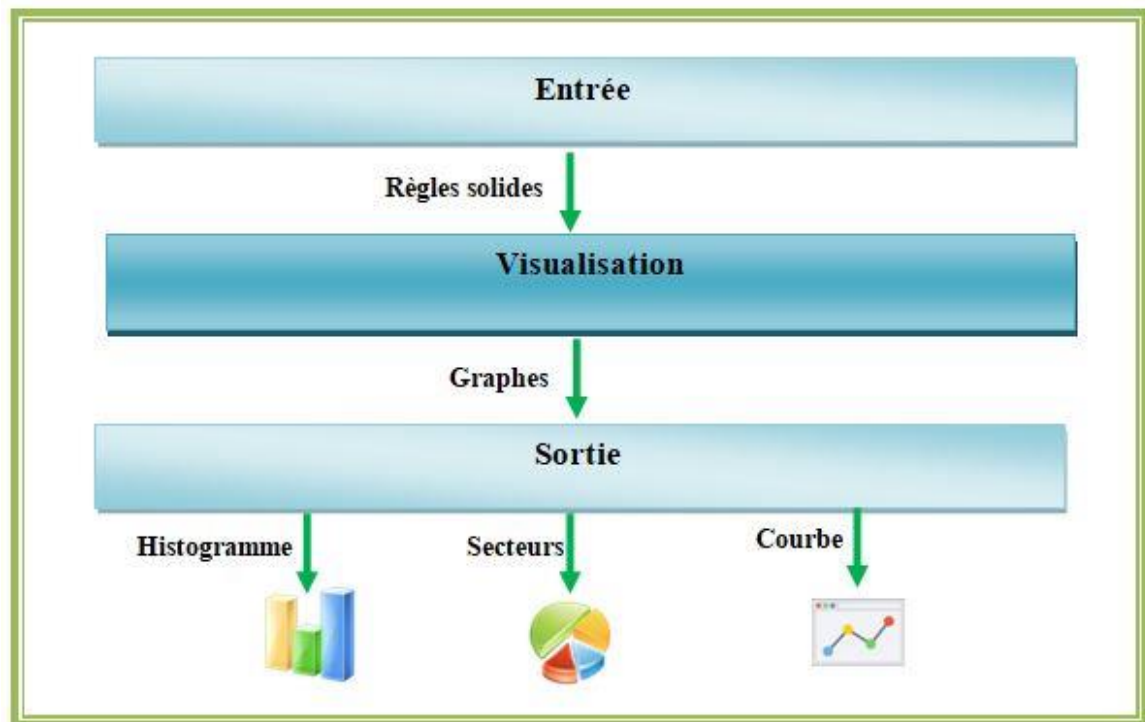 Entrée
Règles solides
Visualisation
Graphes
Sortie
Histogramme
Secteurs
Courbe